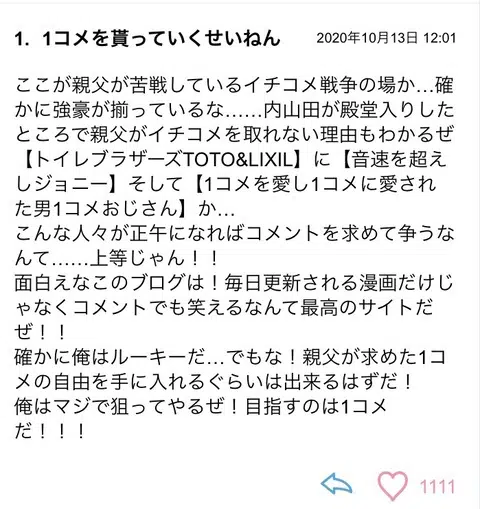 1. 1コメを貰っていくせいねん 2020年10月13日 12:01
ここが親父が苦戦しているイチコメ戦争の場か…確
かに強豪が揃っているな……内山田が殿堂入りした
ところで親父がイチコメを取れない理由もわかるぜ
【トイレブラザーズTOTO&LIXIL】に【音速を超え
しジョニー】そして【1コメを愛し1コメに愛され
た男1コメおじさん】か…
こんな人々が正午になればコメントを求めて争うな
んて……上等じゃん！！
面白えなこのブログは！毎日更新される漫画だけじ
ゃなくコメントでも笑えるなんて最高のサイトだ
ぜ！！
確かに俺はルーキーだ…でもな！親父が求めた1コ
メの自由を手に入れるぐらいは出来るはずだ！
俺はマジで狙ってやるぜ！目指すのは1コメ
だ！！！
1111